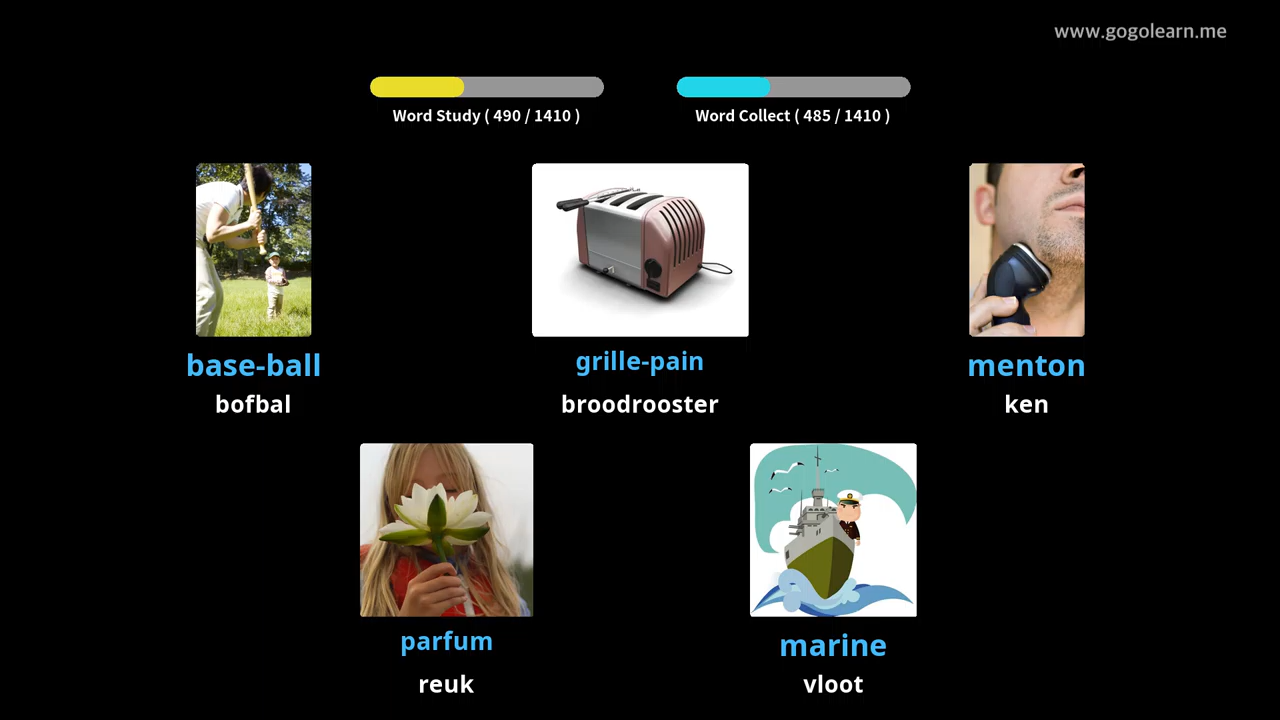 www.gogolearn.me
Word Study ( 490 / 1410 )
Word Collect ( 485 / 1410 )
base-ball
bofbal
grille-pain
broodrooster
menton
ken
parfum
reuk
marine
vloot